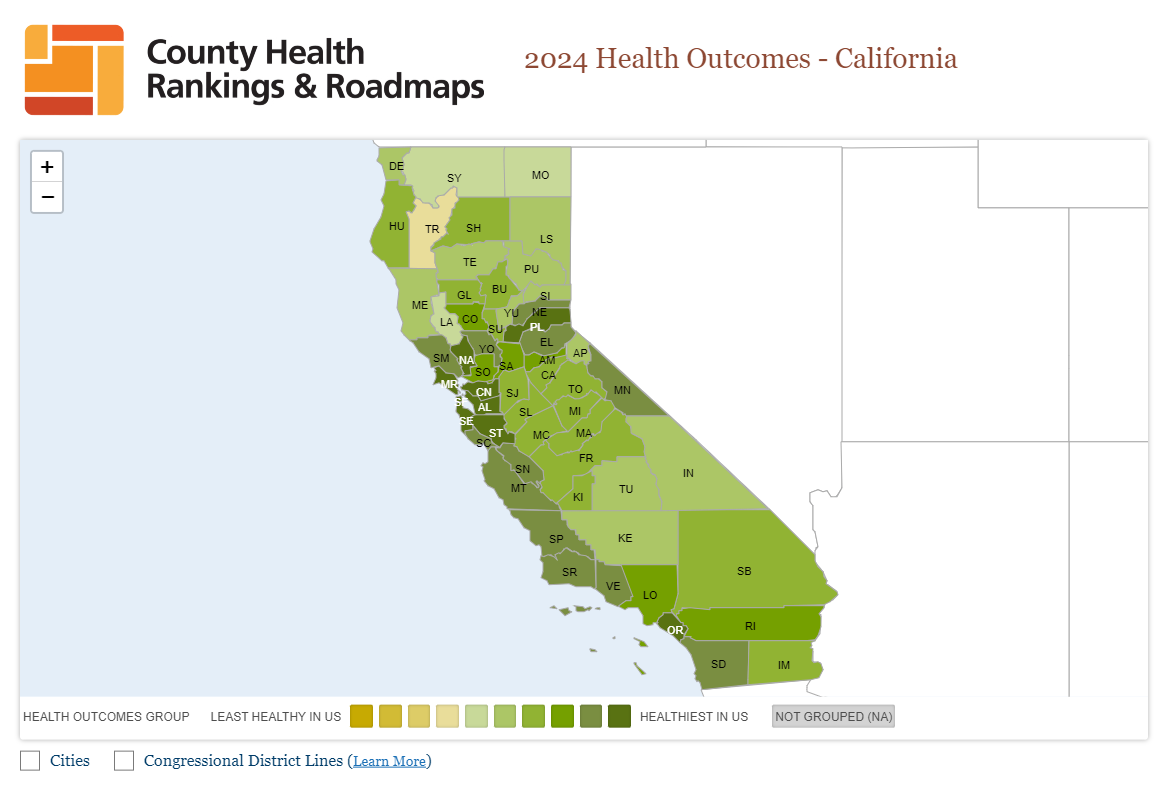 County Health
Rankings & Roadmaps
2024 Health Outcomes - California
+
−
DE
SY
MO
HU
TR
SH
LS
TE
PU
GL
BU
SI
ME
LA
CO
YU
NE
SU
PL
SM
NA
YO
EL
SO
SA
AM
AP
CA
MR
CN
SJ
TO
MN
AL
SL
MI
SE
ST
MC
MA
SC
FR
SN
IN
MT
KI
TU
SP
KE
SR
SB
VE
LO
OR
RI
SD
IM
HEALTH OUTCOMES GROUP LEAST HEALTHY IN US HEALTHIEST IN US NOT GROUPED (NA)
Cities Congressional District Lines (Learn More)